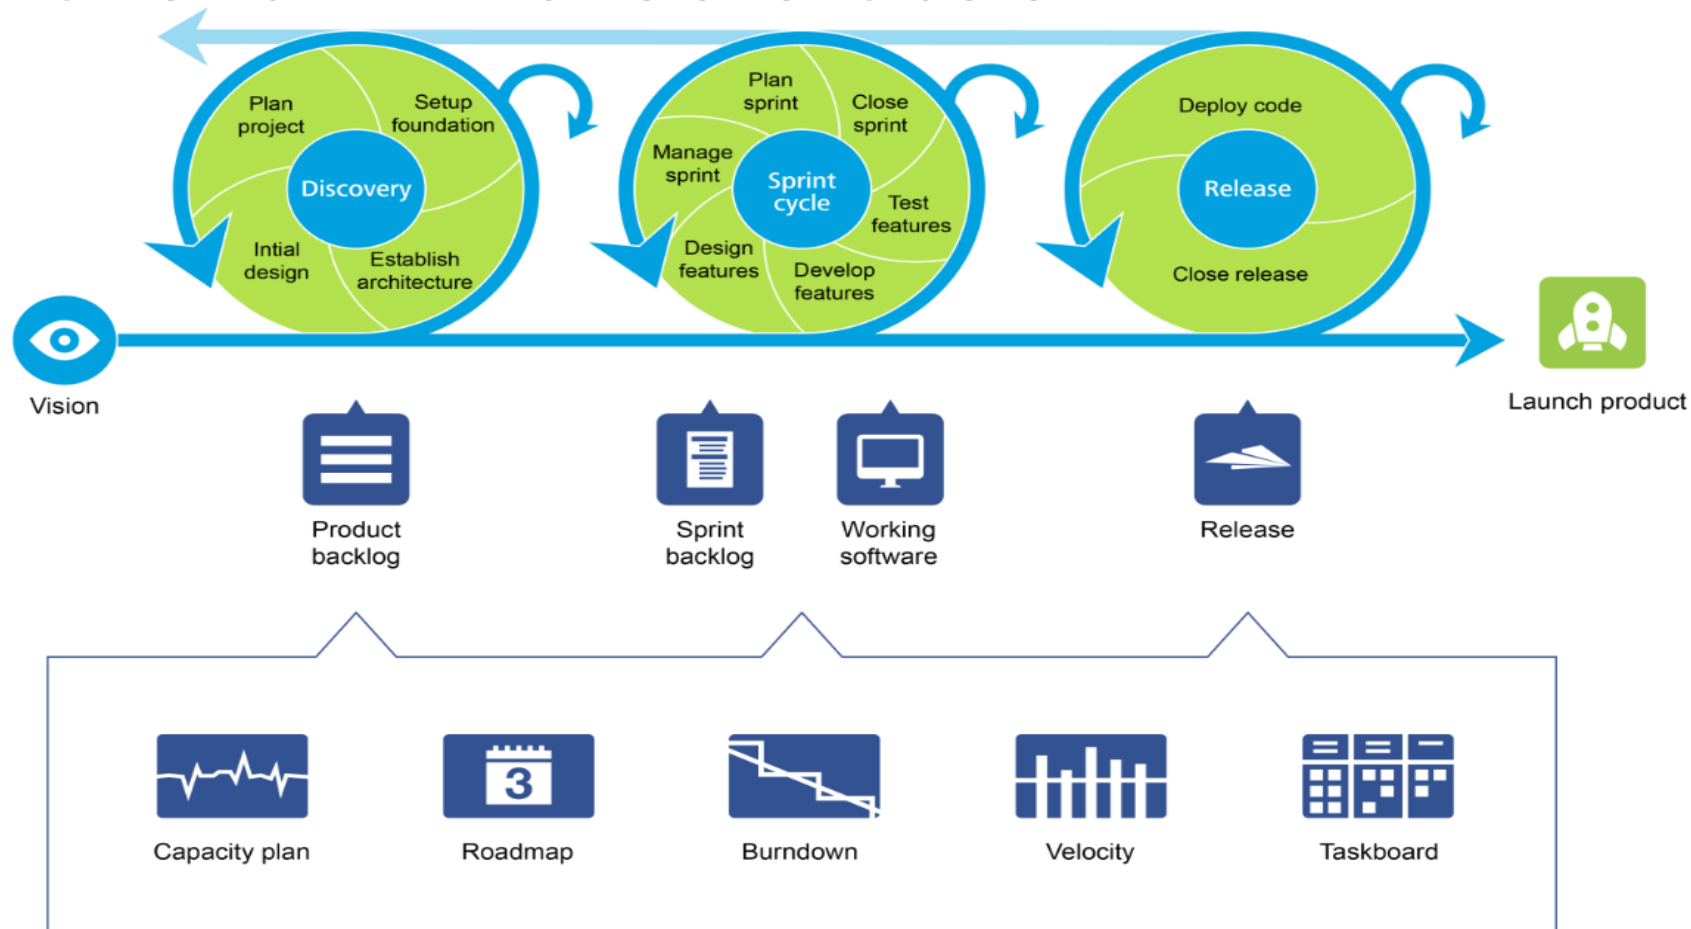 Plan
project
Setup
foundation
Discovery
Intial
design
Establish
architecture
Plan
sprint
Close
sprint
Manage
sprint
Sprint
cycle
Test
features
Design
features
Develop
features
Deploy code
Release
Close release
Vision
Launch product
Product
backlog
Sprint
backlog
Working
software
Release
3
Capacity plan
Roadmap
Burndown
Velocity
Taskboard